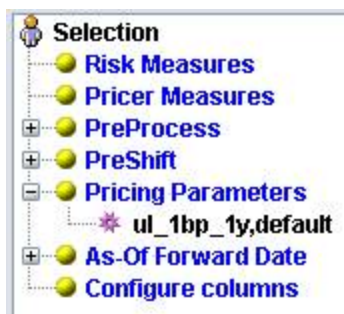 Selection
Risk Measures
Pricer Measures
PreProcess
PreShift
Pricing Parameters
ul_1bp_1y,default
As-Of Forward Date
Configure columns